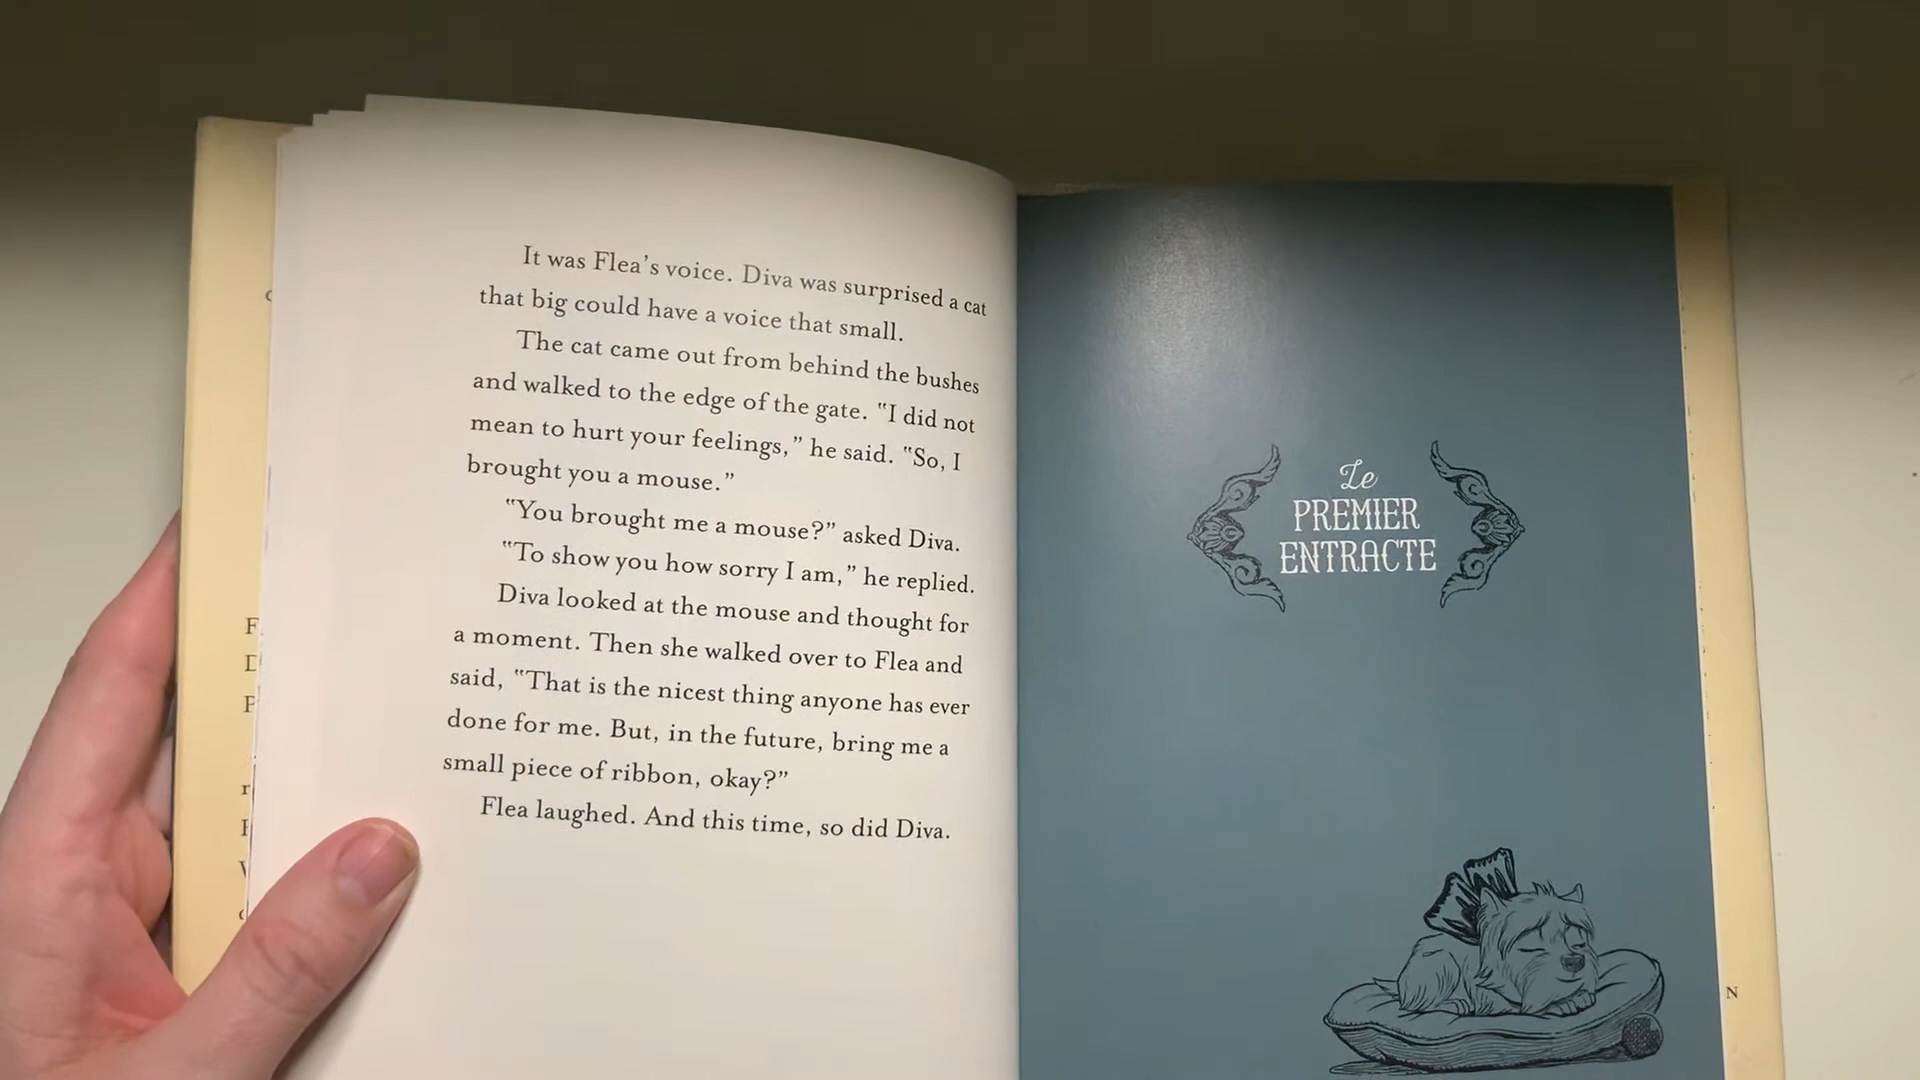 It was Flea’s voice. Diva was surprised a cat
that big could have a voice that small.
The cat came out from behind the bushes
and walked to the edge of the gate. “I did not
mean to hurt your feelings,” he said. “So, I
brought you a mouse.”
“You brought me a mouse?” asked Diva.
“To show you how sorry I am,” he replied.
Diva looked at the mouse and thought for
a moment. Then she walked over to Flea and
said, “That is the nicest thing anyone has ever
done for me. But, in the future, bring me a
small piece of ribbon, okay?”
Flea laughed. And this time, so did Diva.
Le
PREMIER
ENTRACTE
N